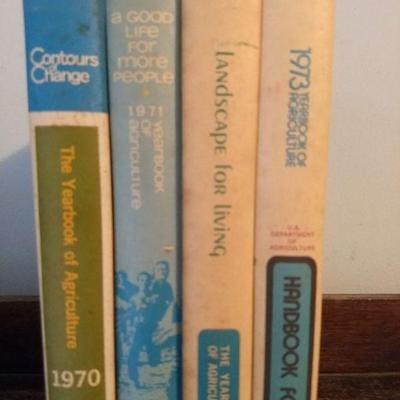 Contours
of Change
The Yearbook of Agriculture
1970
a GOOD
LIFE FOR
more
PEOPLE
1971 YEARBOOK
OF
agriculture
landscape for living
THE YEAR
OF AGRICUL
1973 YEARBOOK OF
AGRICULTURE
U.S.
DEPARTMENT
OF
AGRICULTURE
HANDBOOK FO